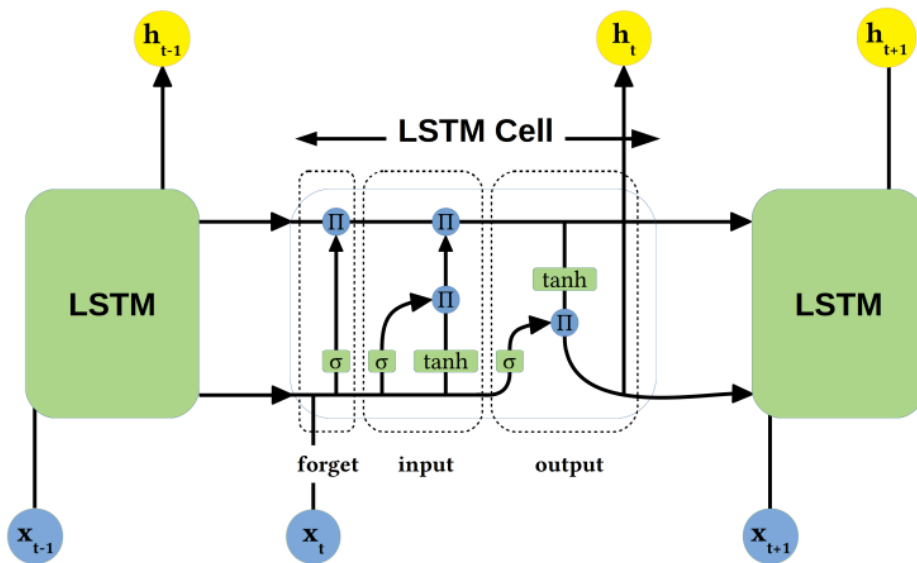 h t-1
h t
h t+1
LSTM Cell
Π
Π
LSTM
Π
tanh
Π
LSTM
σ
σ
tanh
σ
forget
input
output
x t-1
x t
x t+1